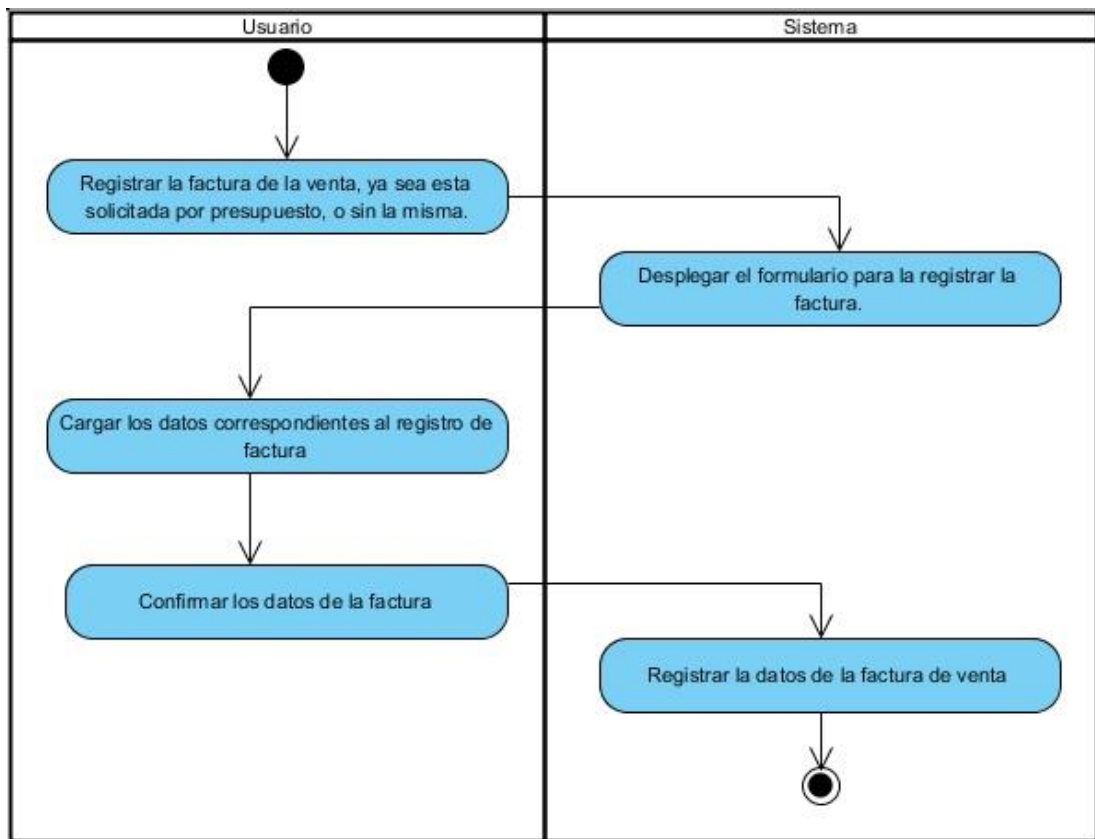 Usuario
Sistema
Registrar la factura de la venta, ya sea esta
solicitada por presupuesto, o sin la misma.
Desplegar el formulario para la registrar la
factura.
Cargar los datos correspondientes al registro de
factura
Confirmar los datos de la factura
Registrar la datos de la factura de venta